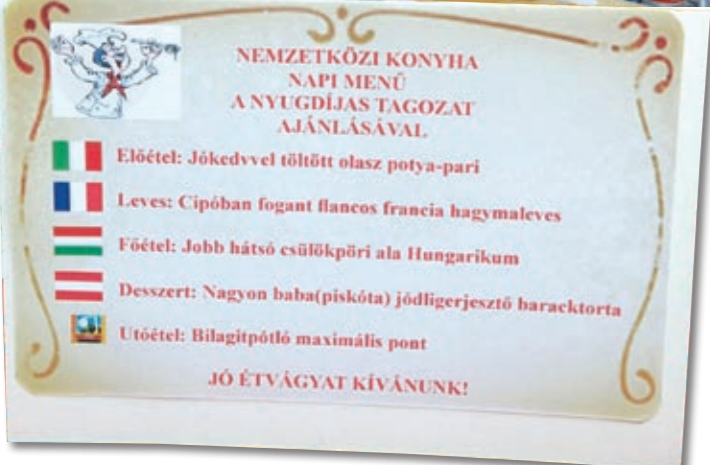 NEMZETKÖZI KONYHA
NAPI MENÜ
A NYUGDÍJAS TAGOZAT
AJÁNLÁSÁVAL
Előétel: Jókedvvel töltött olasz potya-pari
Leves: Cipóban fogant flancos francia hagymaleves
Főétel: Jobb hátsó csülökpöri ala Hungarikum
Desszert: Nagyon baba(piskóta) jódligerjesztő baracktorta
Utóétel: Bilagitpótló maximális pont
JÓ ÉTVÁGYAT KÍVÁNUNK!